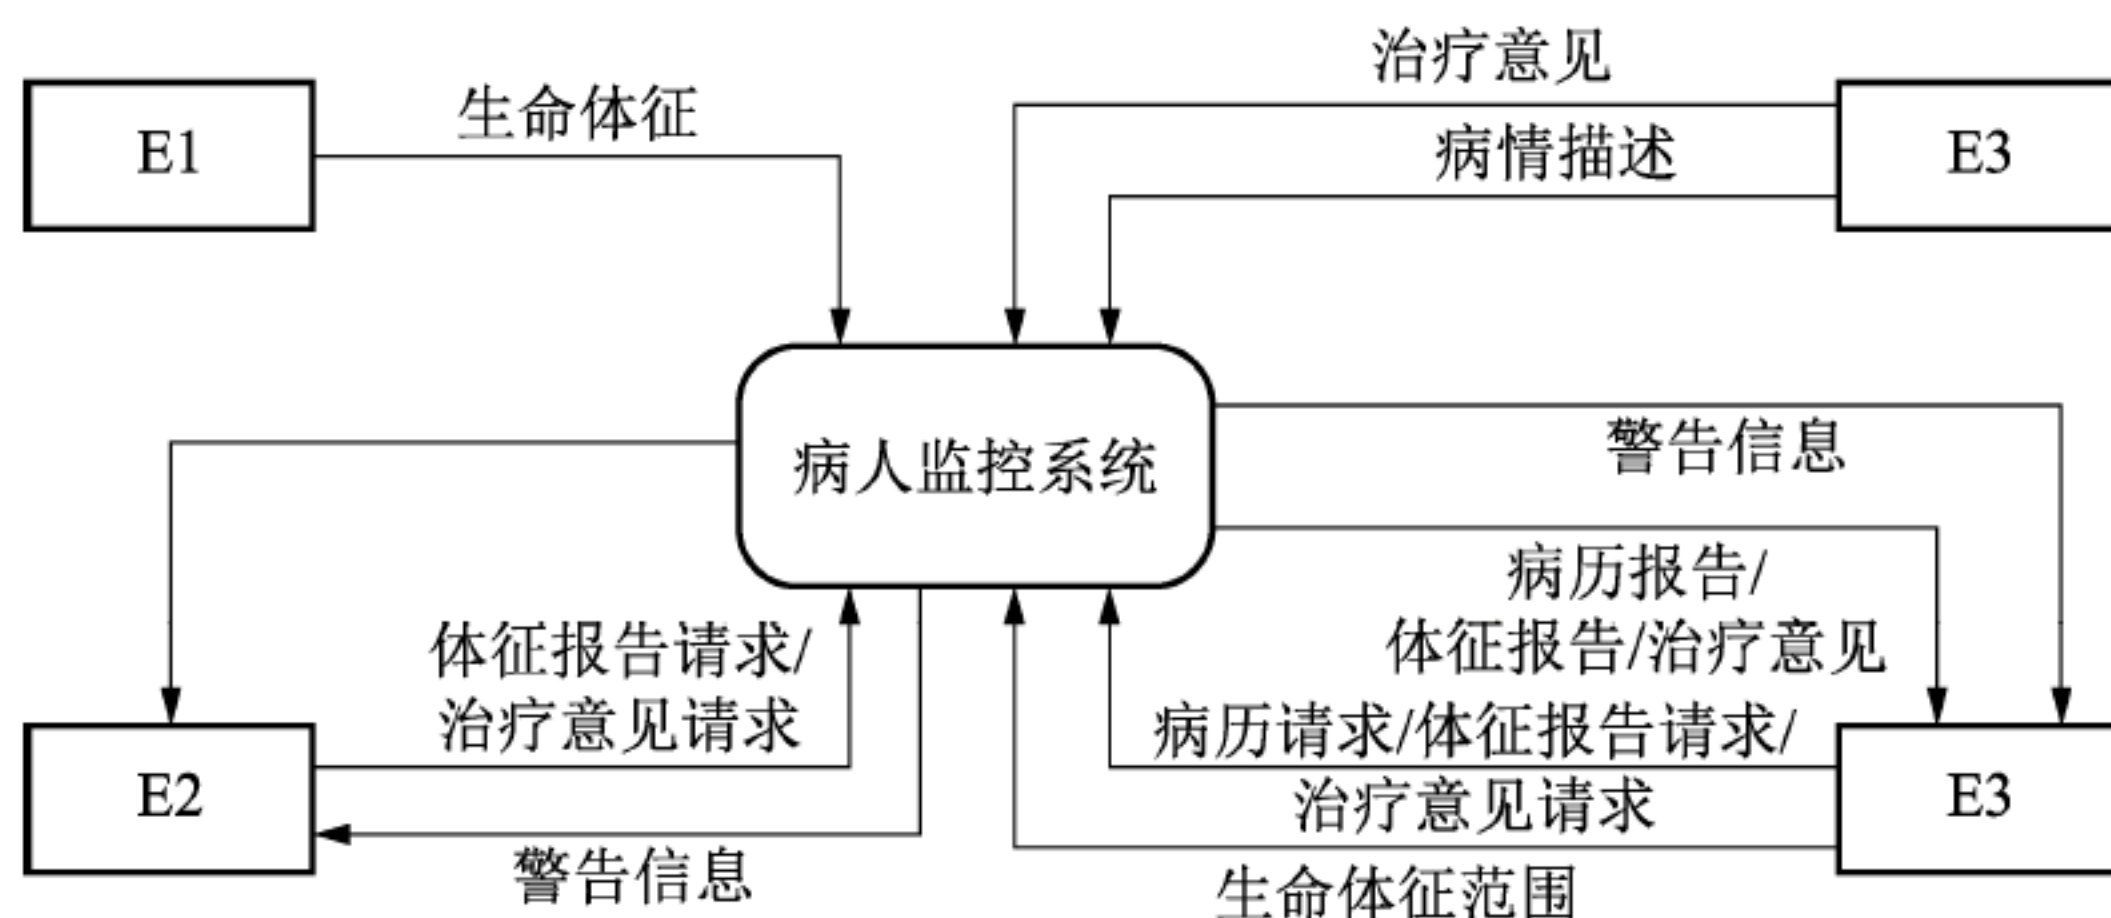 治疗意见
E1
生命体征
病情描述
E3
病人监控系统
警告信息
病历报告/
体征报告/治疗意见
体征报告请求/
治疗意见请求
病历请求/体征报告请求/
治疗意见请求
E2
E3
警告信息
生命体征范围